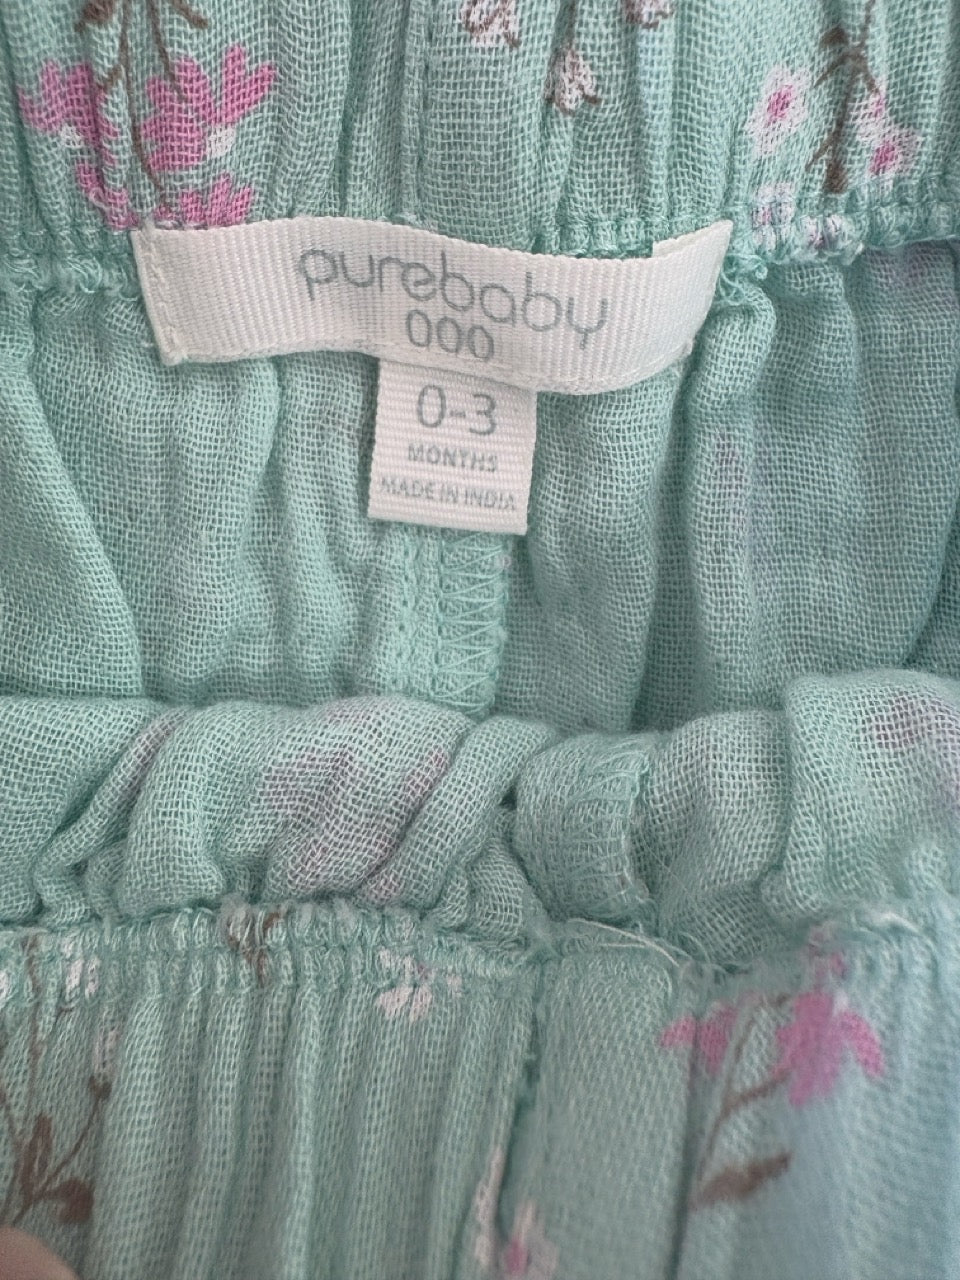 purebaby
000
0-3
MONTHS
MADE IN INDIA